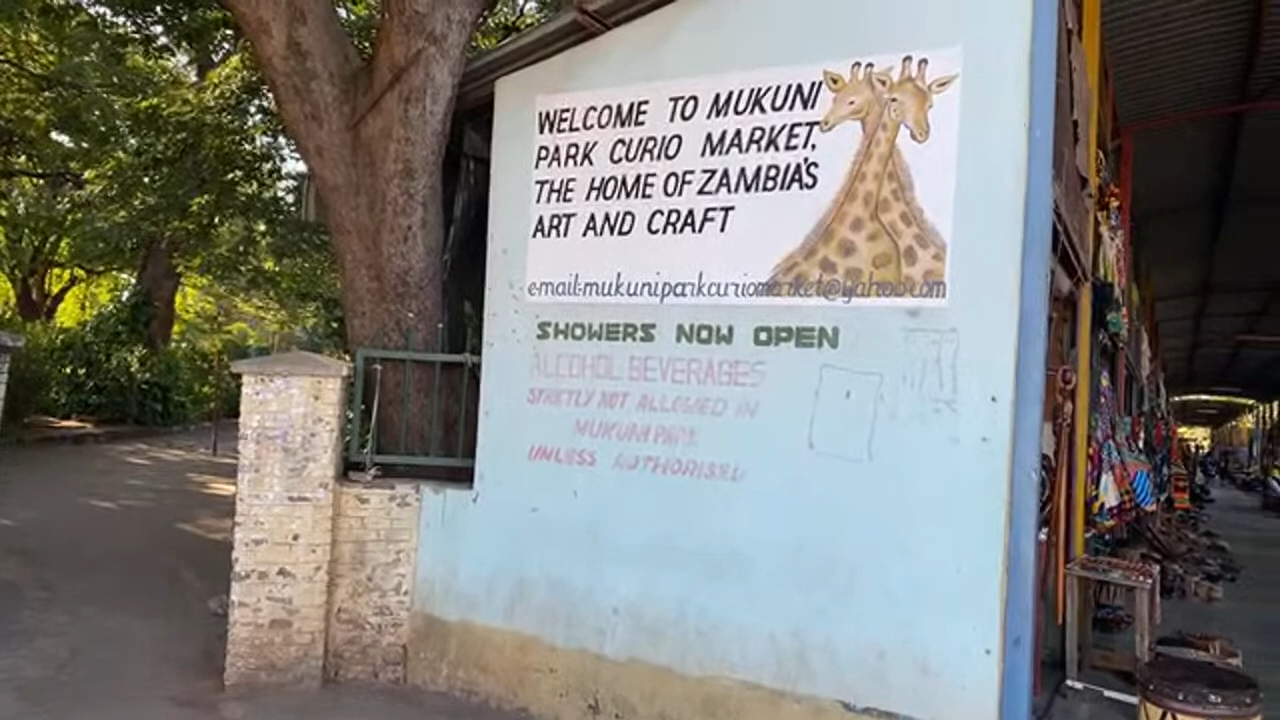 WELCOME TO MUKUNI
PARK CURIO MARKET,
THE HOME OF ZAMBIA'S
ART AND CRAFT
e-mail:mukuniparkcuriomarket@yahoo.com
SHOWERS NOW OPEN
ALCOHOL BEVERAGES
STRICTLY NOT ALLOWED IN
MUKUNI PARK
UNLESS AUTHORISED